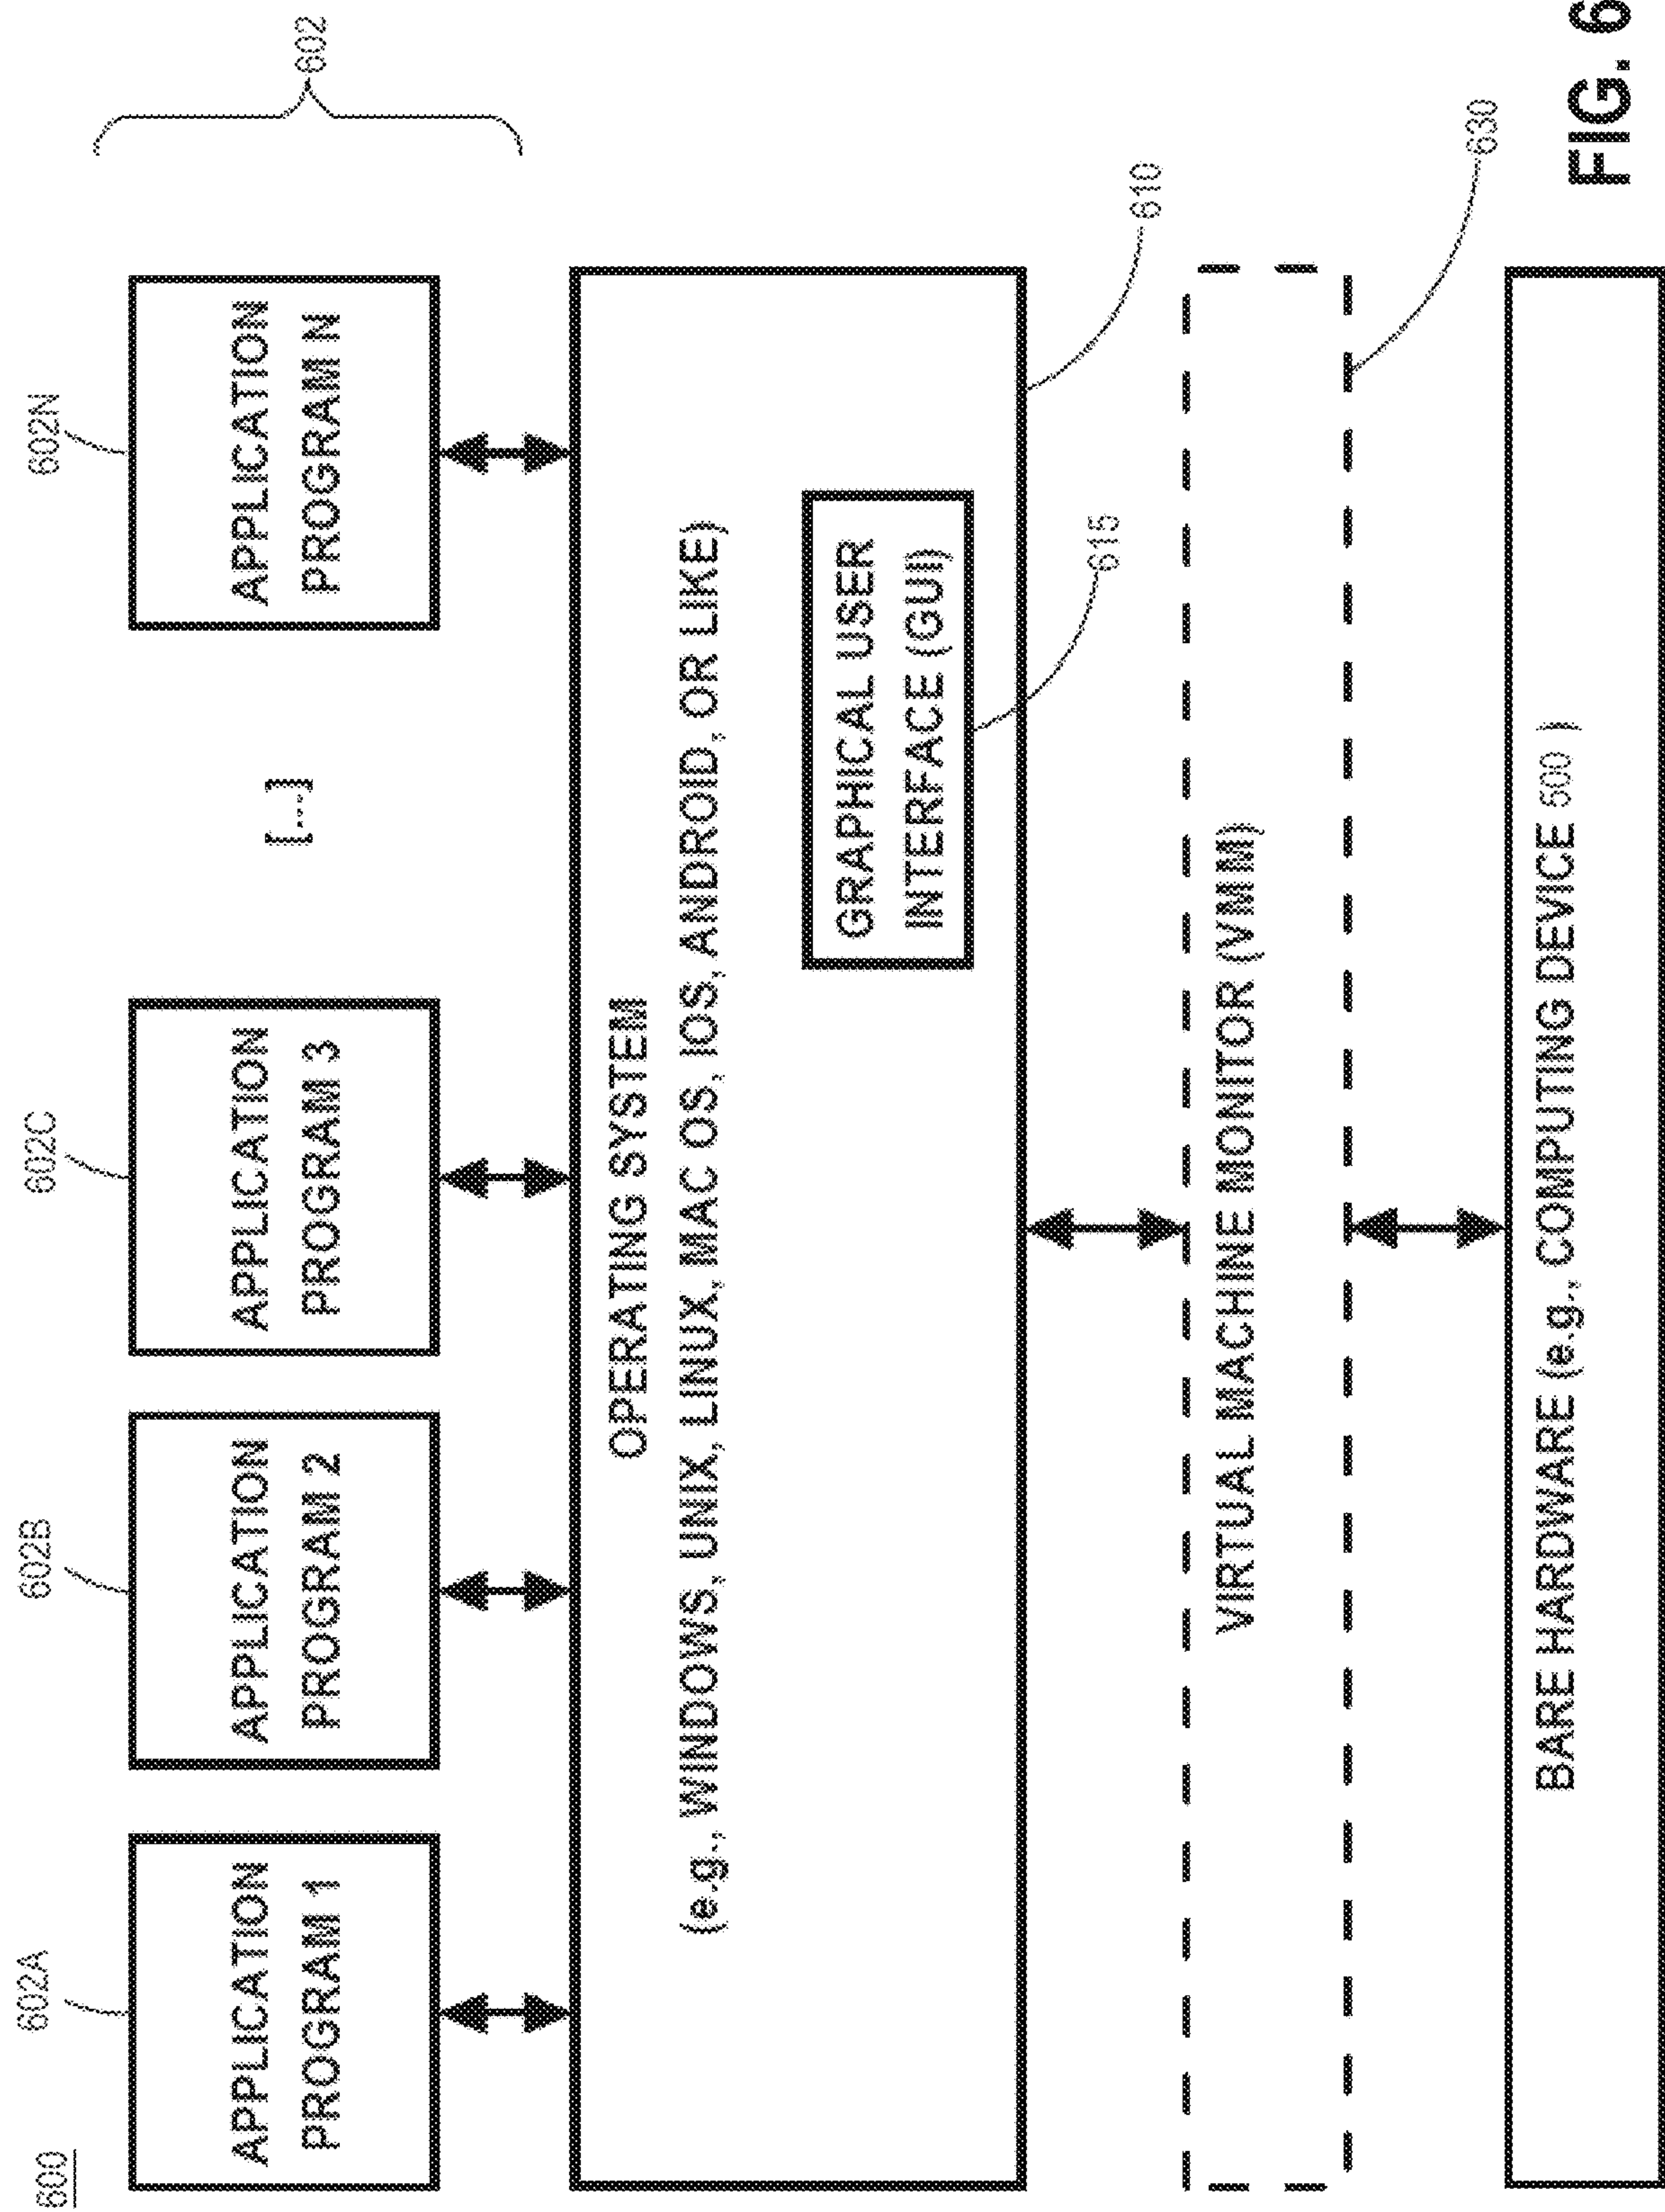 600
602A
602B
602C
602N
602
APPLICATION
PROGRAM 1
APPLICATION
PROGRAM 2
APPLICATION
PROGRAM 3
[...]
APPLICATION
PROGRAM N
OPERATING SYSTEM
(e.g., WINDOWS, UNIX, LINUX, MAC OS, IOS, ANDROID, OR LIKE)
GRAPHICAL USER
INTERFACE (GUI)
610
615
VIRTUAL MACHINE MONITOR (VMM)
630
BARE HARDWARE (e.g., COMPUTING DEVICE 500 )
FIG. 6